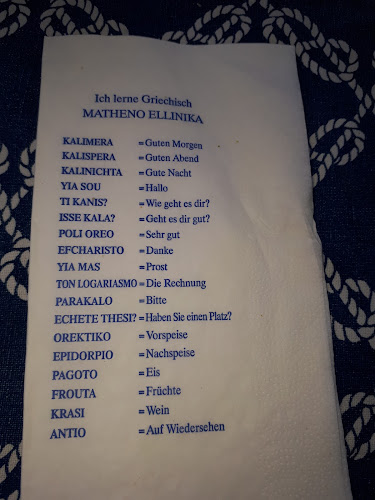 Ich lerne Griechisch
MATHENO ELLINIKA
KALIMERA = Guten Morgen
KALISPERA = Guten Abend
KALINICHTA = Gute Nacht
YIA SOU = Hallo
TI KANIS? = Wie geht es dir?
ISSE KALA? = Geht es dir gut?
POLI OREO = Sehr gut
EFCHARISTO = Danke
YIA MAS = Prost
TON LOGARIASMO = Die Rechnung
PARAKALO = Bitte
ECHETE THESI? = Haben Sie einen Platz?
OREKTIKO = Vorspeise
EPIDORPIO = Nachspeise
PAGOTO = Eis
FROUTA = Früchte
KRASI = Wein
ANTIO = Auf Wiedersehen